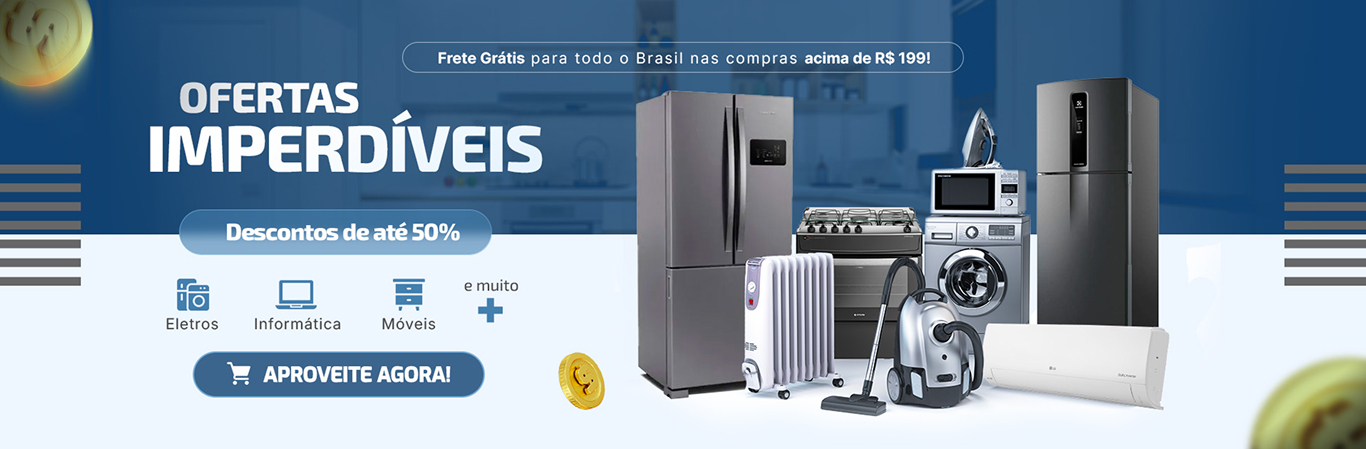 Frete Grátis para todo o Brasil nas compras acima de R$ 199!
OFERTAS
IMPERDÍVEIS
Descontos de até 50%
Eletros
Informática
Móveis
e muito
+
APROVEITE AGORA!
LG